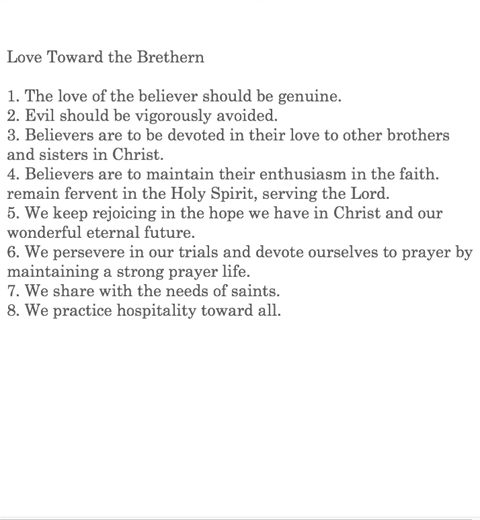 Love Toward the Brethern
1. The love of the believer should be genuine.
2. Evil should be vigorously avoided.
3. Believers are to be devoted in their love to other brothers
and sisters in Christ.
4. Believers are to maintain their enthusiasm in the faith.
remain fervent in the Holy Spirit, serving the Lord.
5. We keep rejoicing in the hope we have in Christ and our
wonderful eternal future.
6. We persevere in our trials and devote ourselves to prayer by
maintaining a strong prayer life.
7. We share with the needs of saints.
8. We practice hospitality toward all.